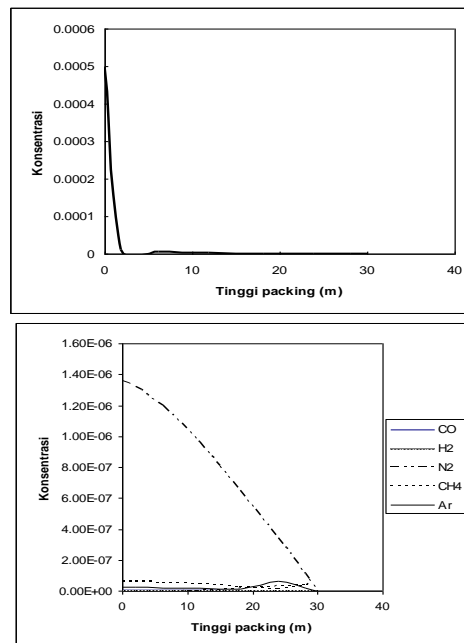 0.0006
0.0005
0.0004
0.0003
0.0002
0.0001
0
Konsentrasi
0 10 20 30 40
Tinggi packing (m)
1.60E-06
1.40E-06
1.20E-06
1.00E-06
8.00E-07
6.00E-07
4.00E-07
2.00E-07
0.00E+00
Konsentrasi
0 10 20 30 40
Tinggi packing (m)
CO
H2
N2
CH4
Ar